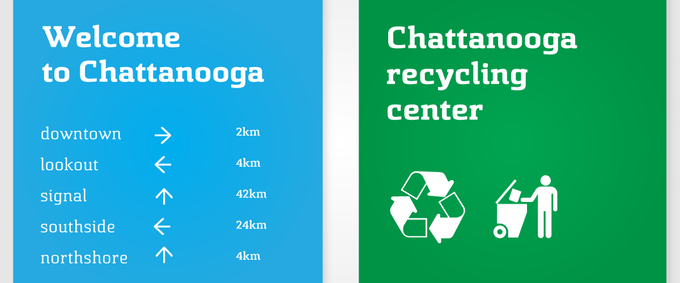 Welcome
to Chattanooga
downtown → 2km
lookout ← 4km
signal ↑ 42km
southside ← 24km
northshore ↑ 4km
Chattanooga
recycling
center